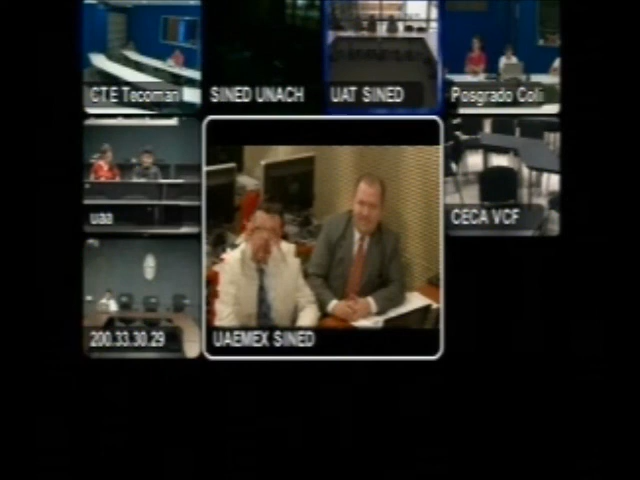 CTE Tecoman
SINED UNACH
UAT SINED
Posgrado Coli
uaa
CECA VCF
200.33.30.29
UAEMEX SINED